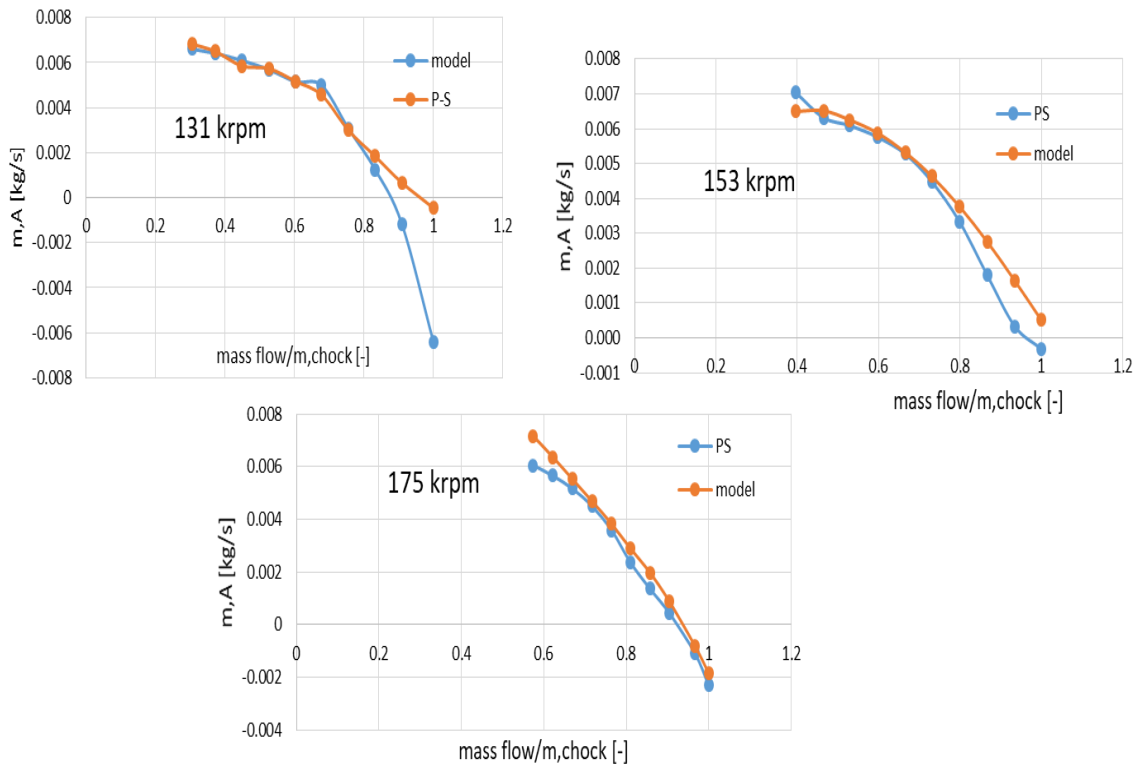 0.008
0.006
0.004
0.002
0
-0.002
-0.004
-0.006
-0.008
m,A [kg/s]
0 0.2 0.4 0.6 0.8 1 1.2
mass flow/m,chock [-]
131 krpm
model
P-S
0.008
0.007
0.006
0.005
0.004
0.003
0.002
0.001
0.000
-0.001
m,A [kg/s]
0 0.2 0.4 0.6 0.8 1 1.2
mass flow/m,chock [-]
153 krpm
PS
model
0.008
0.006
0.004
0.002
0
-0.002
-0.004
m,A [kg/s]
0 0.2 0.4 0.6 0.8 1 1.2
mass flow/m,chock [-]
175 krpm
PS
model